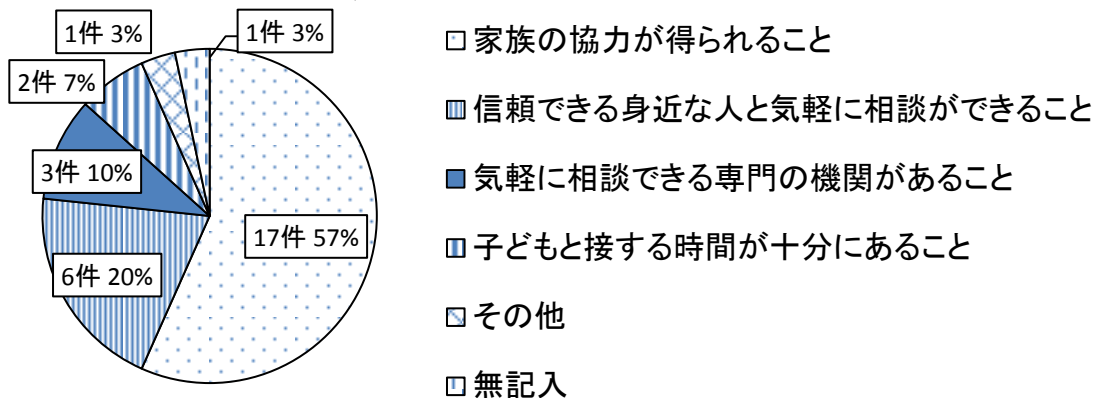 1件 3%
1件 3%
2件 7%
3件 10%
17件 57%
6件 20%
家族の協力が得られること
信頼できる身近な人と気軽に相談ができること
気軽に相談できる専門の機関があること
子どもと接する時間が十分にあること
その他
無記入